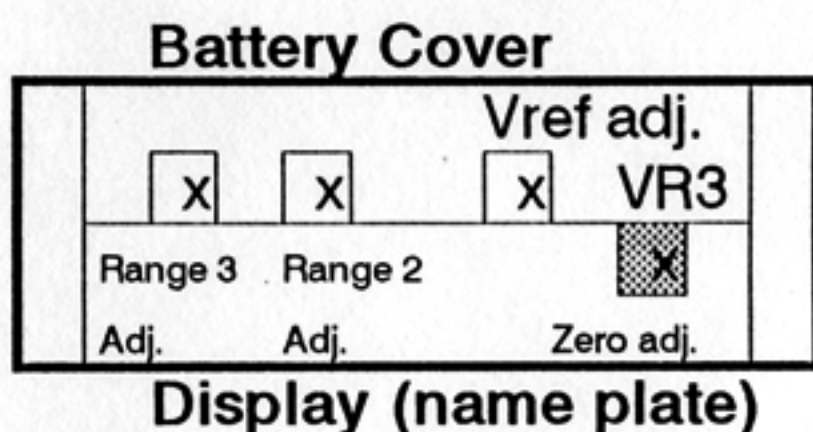 Battery Cover
Vref adj.
X X X VR3
X
Range 3 Range 2
Adj. Adj. Zero adj.
Display (name plate)